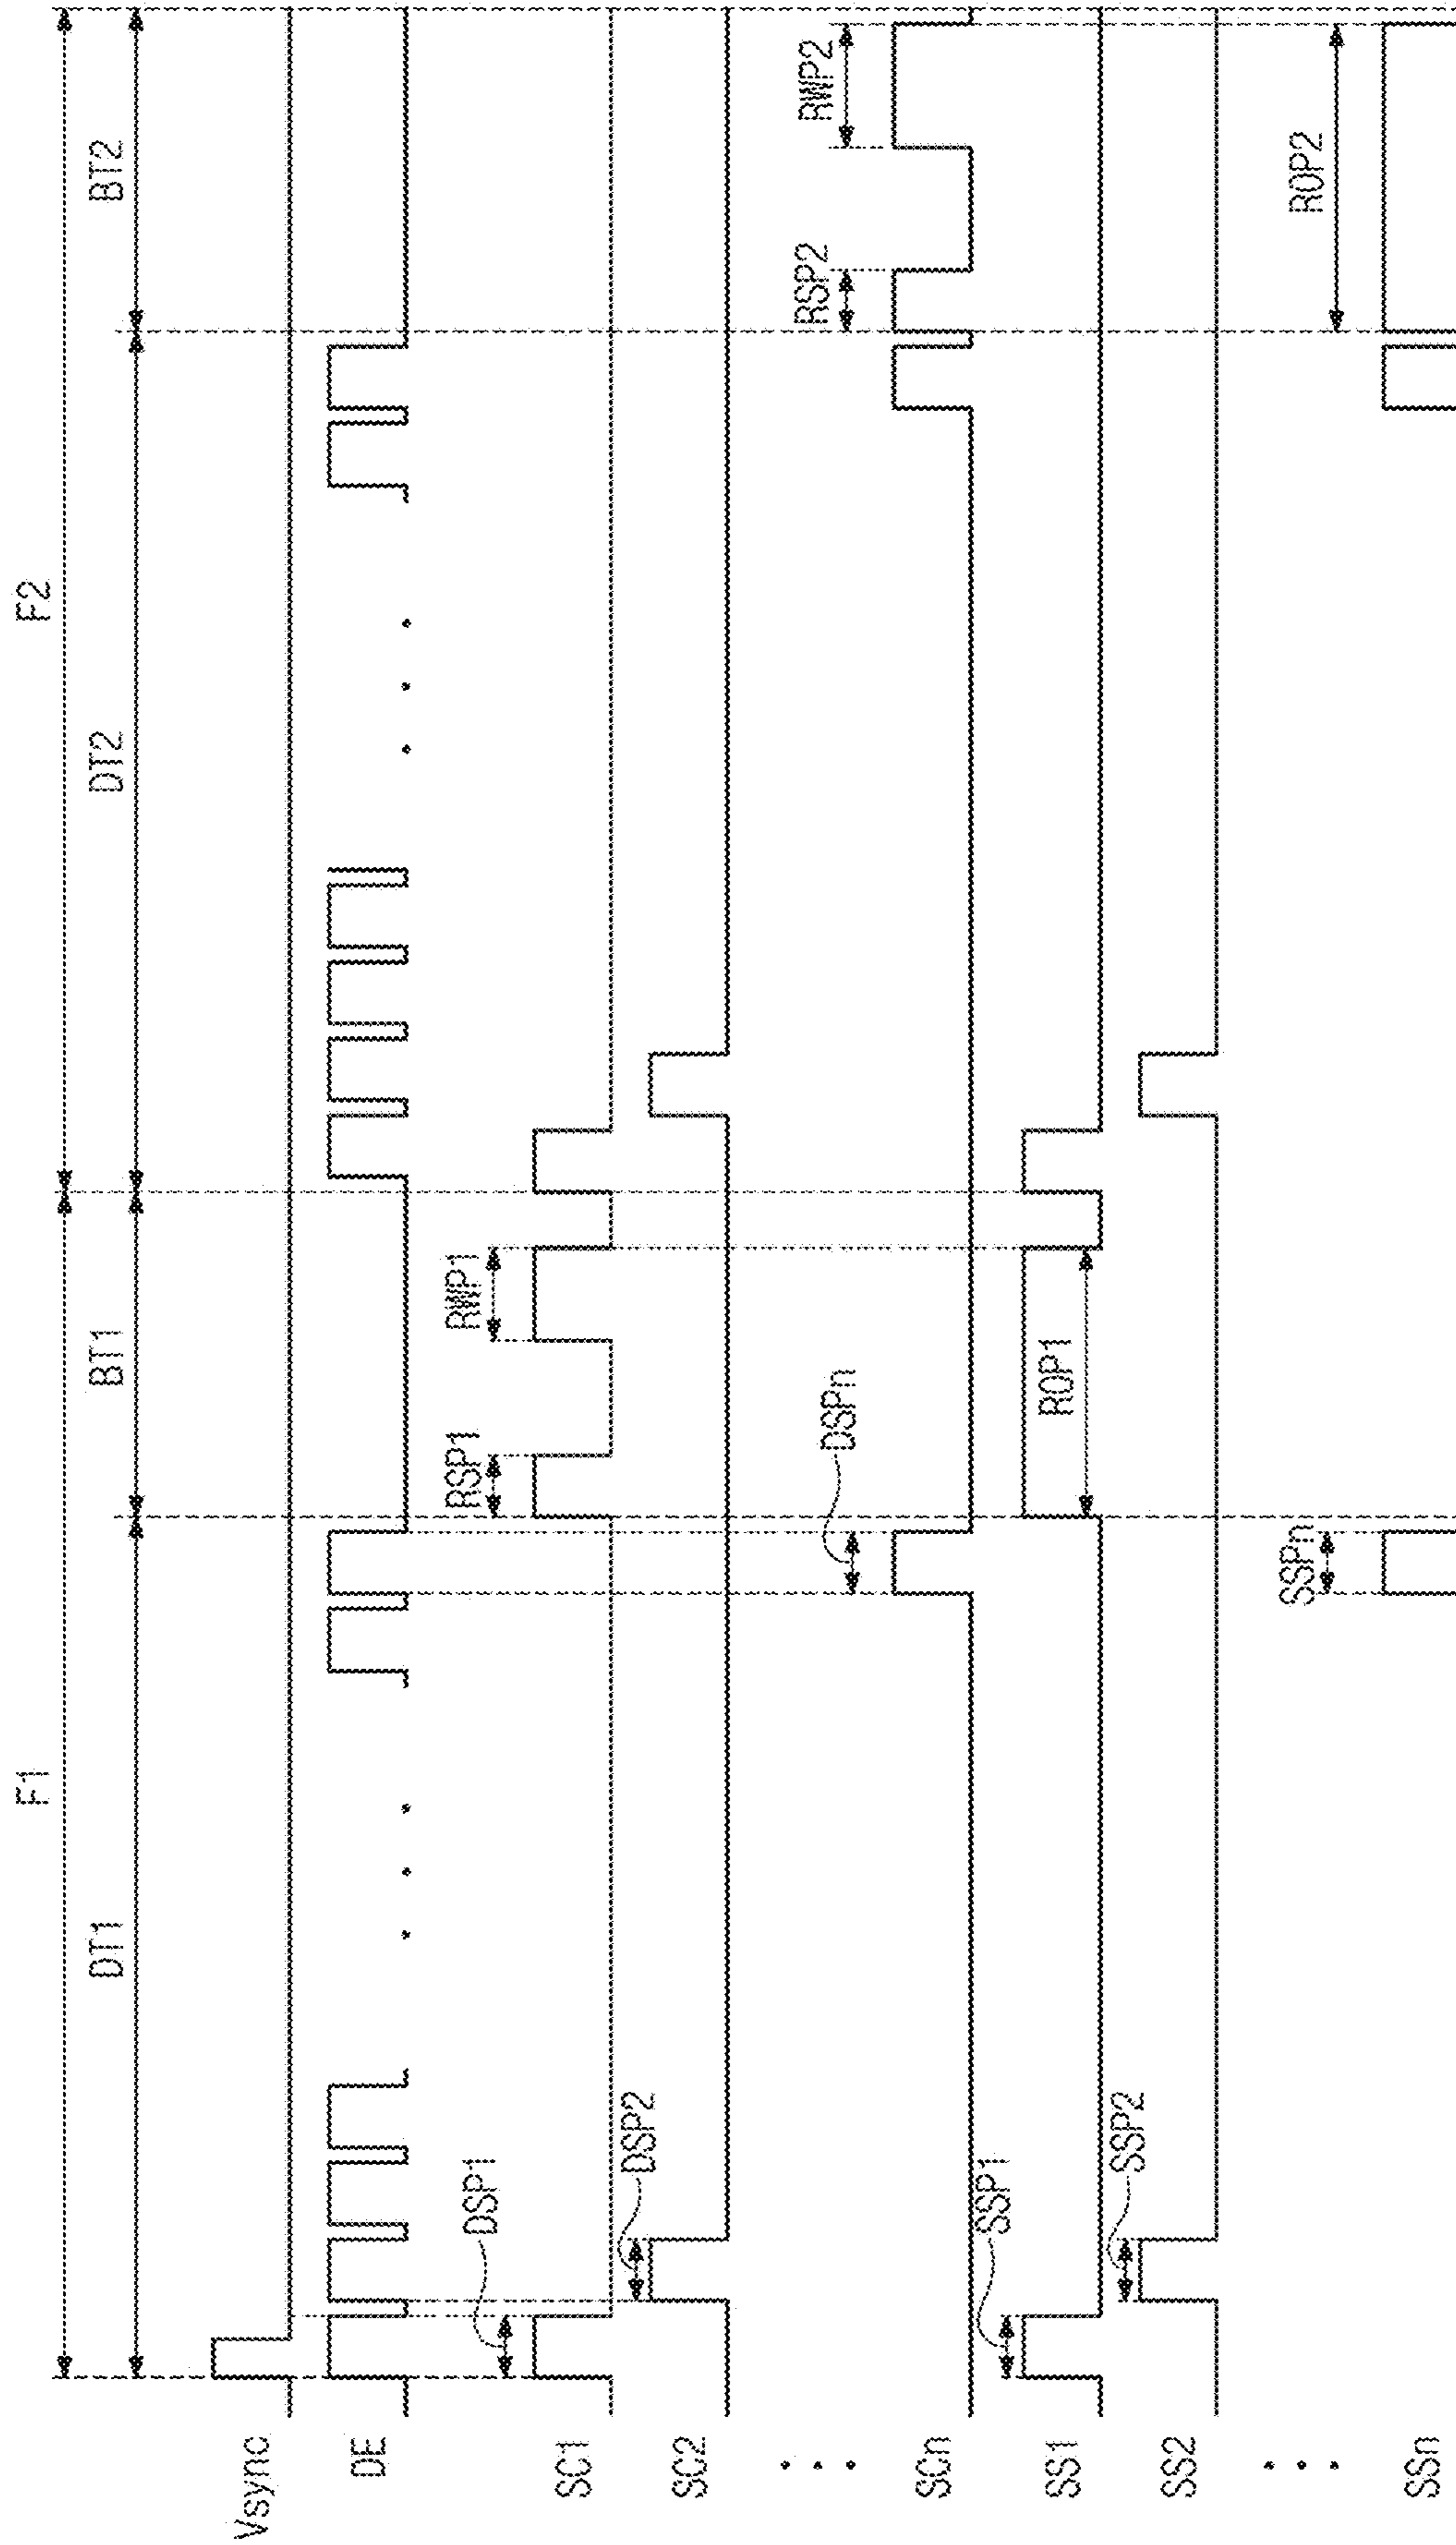 F1
F2
DT1
BT1
DT2
BT2
Vsync
DE
DSP1
RSP1
RWP1
SC1
DSP2
SC2
. . .
DSPn
RSP2
RWP2
SCn
SSP1
ROP1
SS1
SSP2
SS2
. . .
SSPn
ROP2
SSn